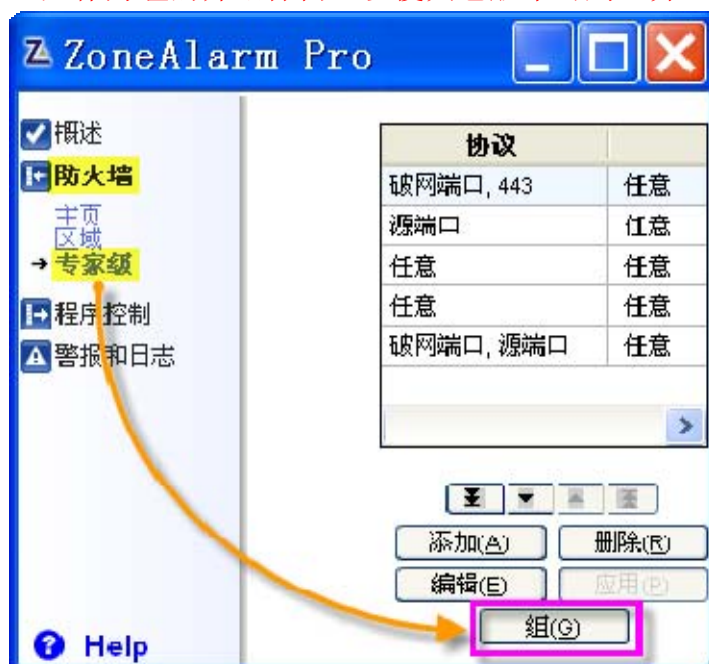 ZoneAlarm Pro
概述
防火墙
主页
区域
专家级
程序控制
警报和日志
协议
破网端口, 443 任意
源端口 任意
任意 任意
任意 任意
破网端口, 源端口 任意
添加(A) 删除(R)
编辑(E) 应用(P)
组(G)
Help